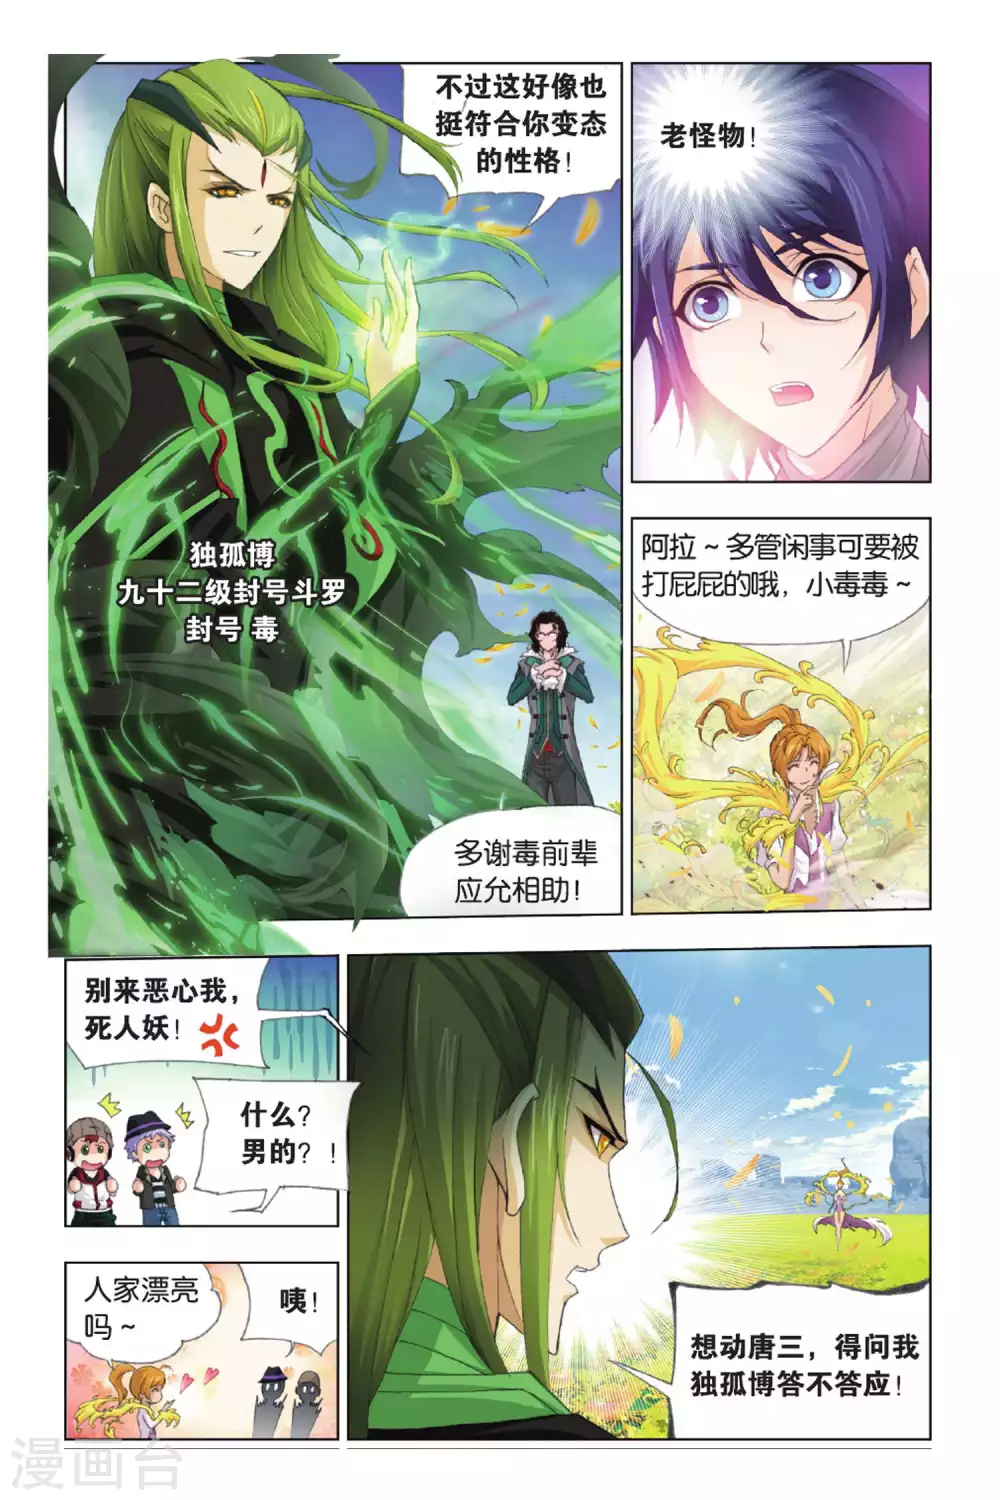 不过这好像也
挺符合你变态
的性格！
老怪物！
独孤博
九十二级封号斗罗
封号 毒
多谢毒前辈
应允相助！
阿拉～多管闲事可要被
打屁屁的哦，小毒毒～
别来恶心我，
死人妖！
什么？
男的？！
人家漂亮
吗～
咦！
想动唐三，得问我
独孤博答不答应！
漫画台